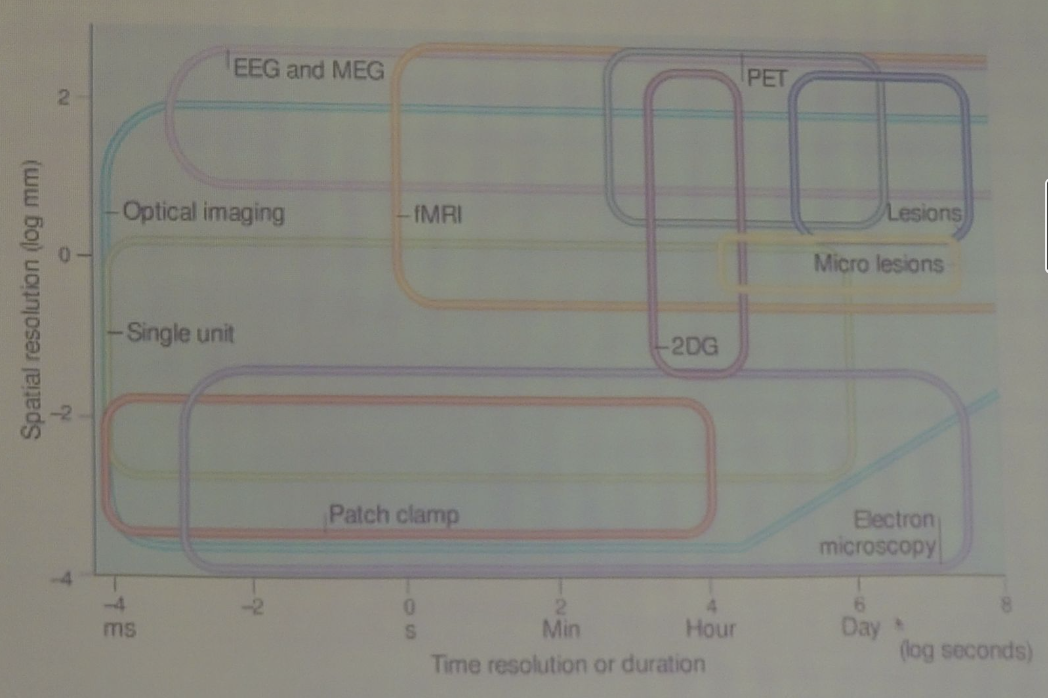 EEG and MEG
PET
2
Optical imaging
fMRI
Lesions
0
Micro lesions
Single unit
2DG
–2
Patch clamp
Electron
microscopy
–4
–4 –2 0 2 4 6 8
ms s Min Hour Day *
(log seconds)
Time resolution or duration
Spatial resolution (log mm)